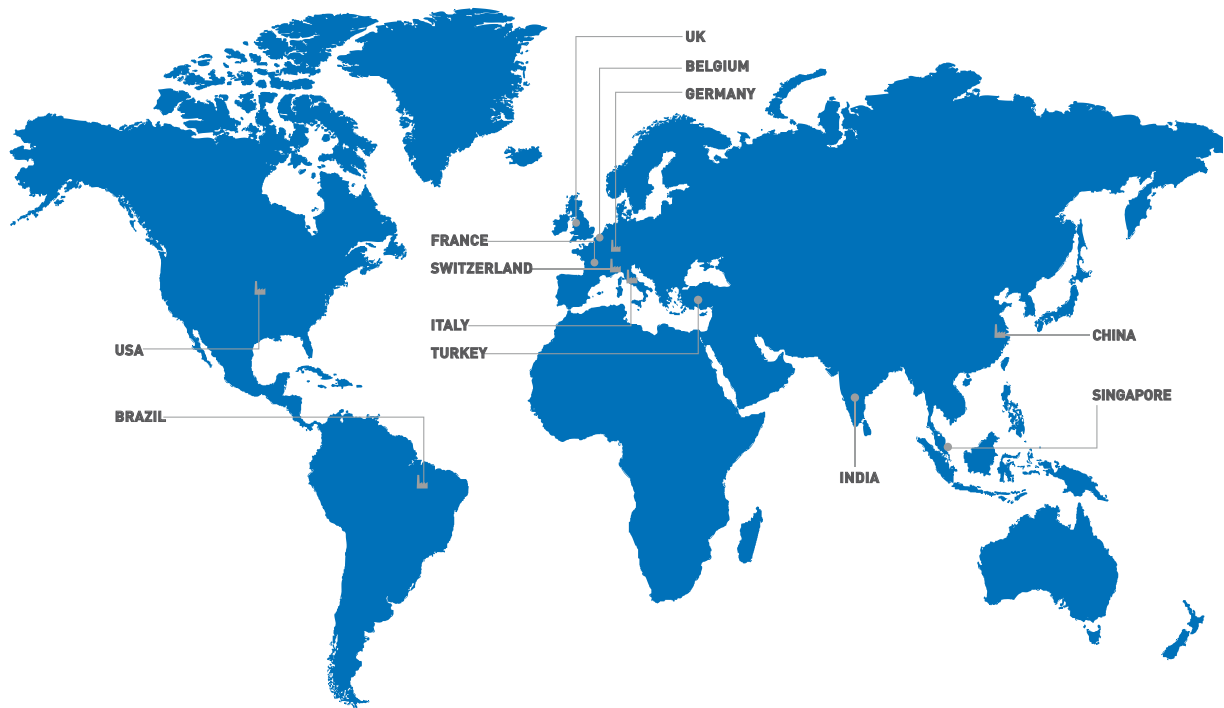 UK
BELGIUM
GERMANY
FRANCE
SWITZERLAND
ITALY
TURKEY
USA
BRAZIL
CHINA
SINGAPORE
INDIA